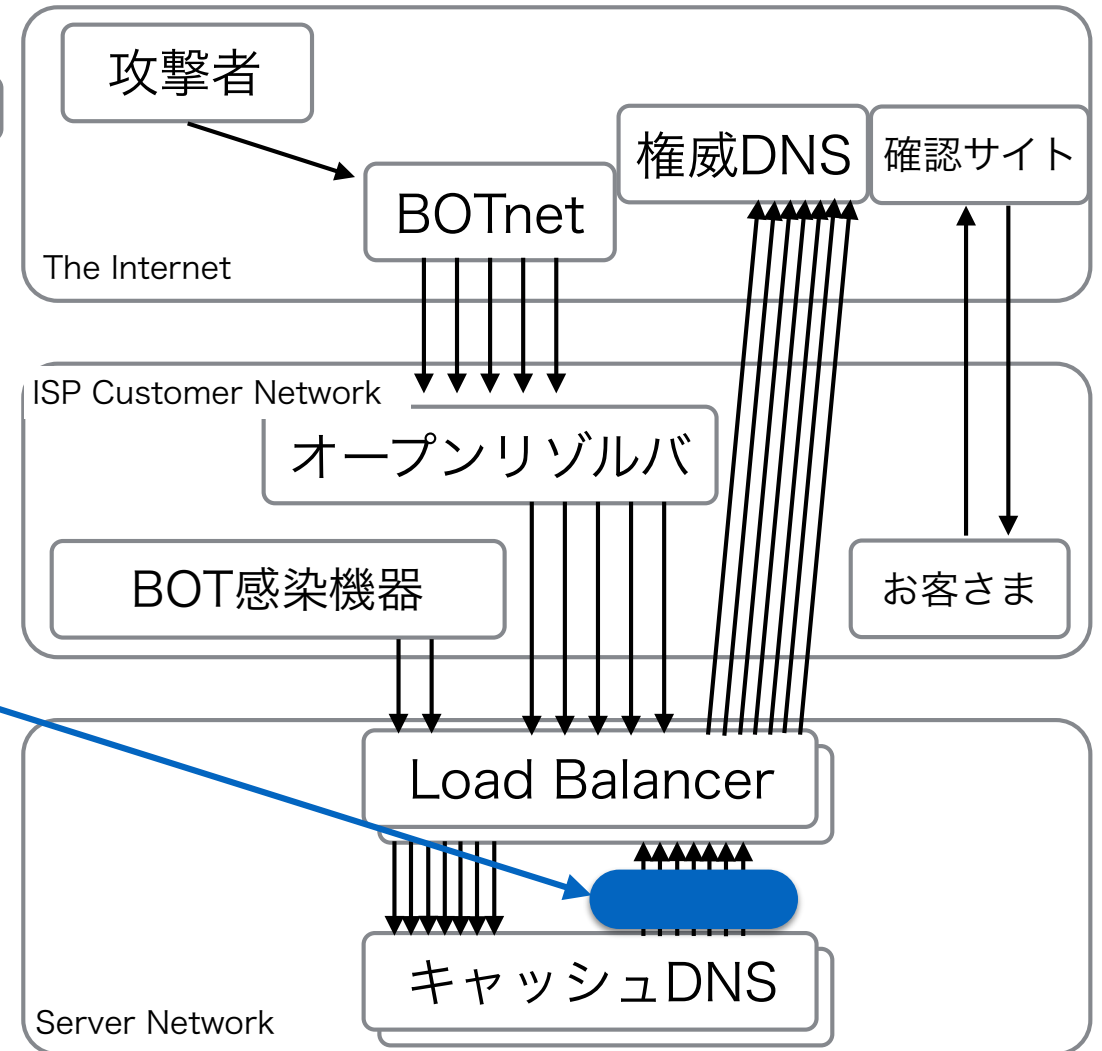 攻撃者
権威DNS
確認サイト
BOTnet
The Internet
ISP Customer Network
オープンリゾルバ
BOT感染機器
お客さま
Load Balancer
キャッシュDNS
Server Network